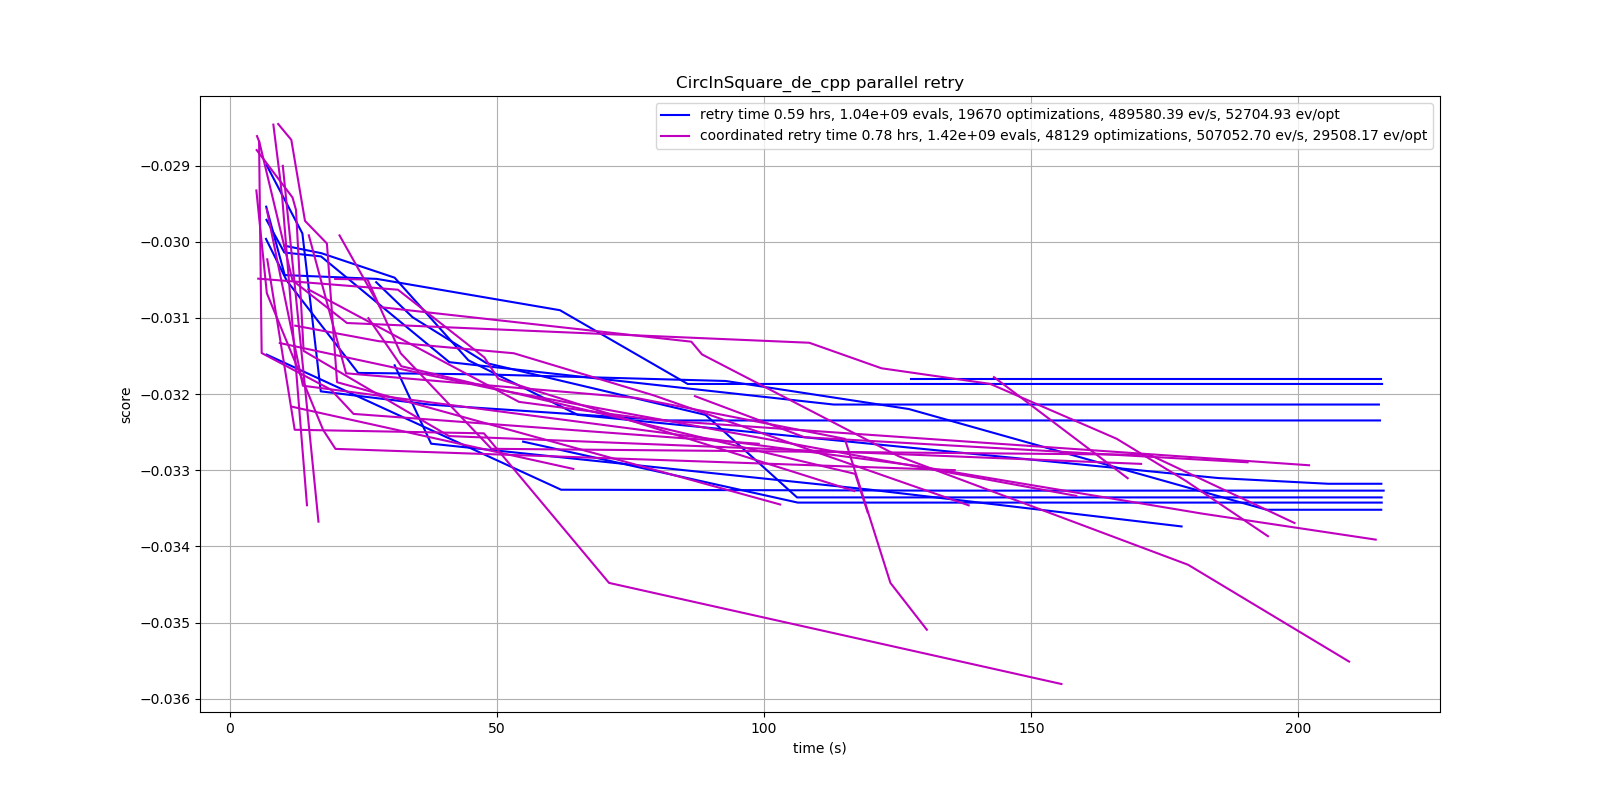 CircInSquare_de_cpp parallel retry
retry time 0.59 hrs, 1.04e+09 evals, 19670 optimizations, 489580.39 ev/s, 52704.93 ev/opt
coordinated retry time 0.78 hrs, 1.42e+09 evals, 48129 optimizations, 507052.70 ev/s, 29508.17 ev/opt
−0.029
−0.030
−0.031
−0.032
−0.033
−0.034
−0.035
−0.036
score
0 50 100 150 200
time (s)